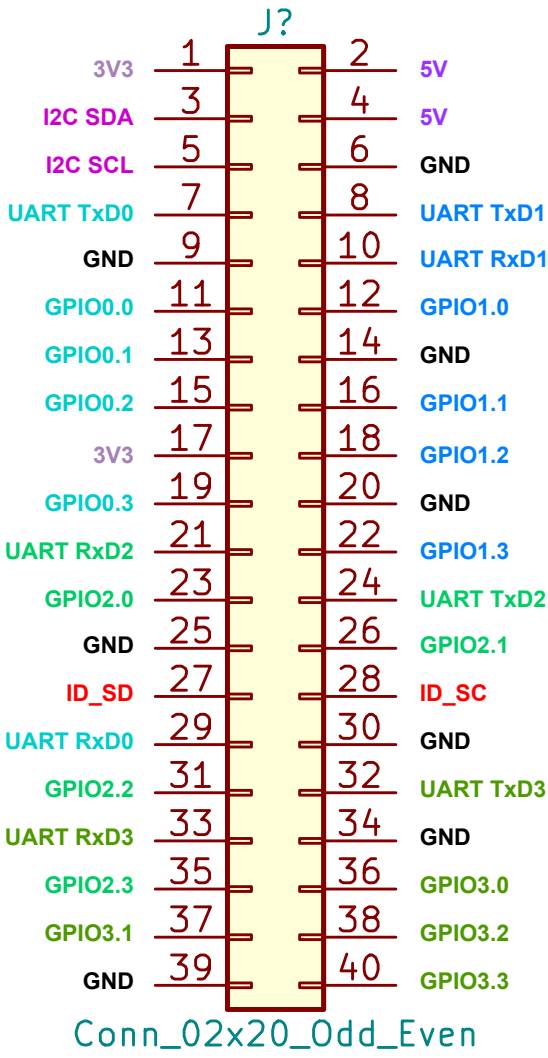 J?
3V3 1 2 5V
I2C SDA 3 4 5V
I2C SCL 5 6 GND
UART TxD0 7 8 UART TxD1
GND 9 10 UART RxD1
GPIO0.0 11 12 GPIO1.0
GPIO0.1 13 14 GND
GPIO0.2 15 16 GPIO1.1
3V3 17 18 GPIO1.2
GPIO0.3 19 20 GND
UART RxD2 21 22 GPIO1.3
GPIO2.0 23 24 UART TxD2
GND 25 26 GPIO2.1
ID_SD 27 28 ID_SC
UART RxD0 29 30 GND
GPIO2.2 31 32 UART TxD3
UART RxD3 33 34 GND
GPIO2.3 35 36 GPIO3.0
GPIO3.1 37 38 GPIO3.2
GND 39 40 GPIO3.3
Conn_02x20_Odd_Even